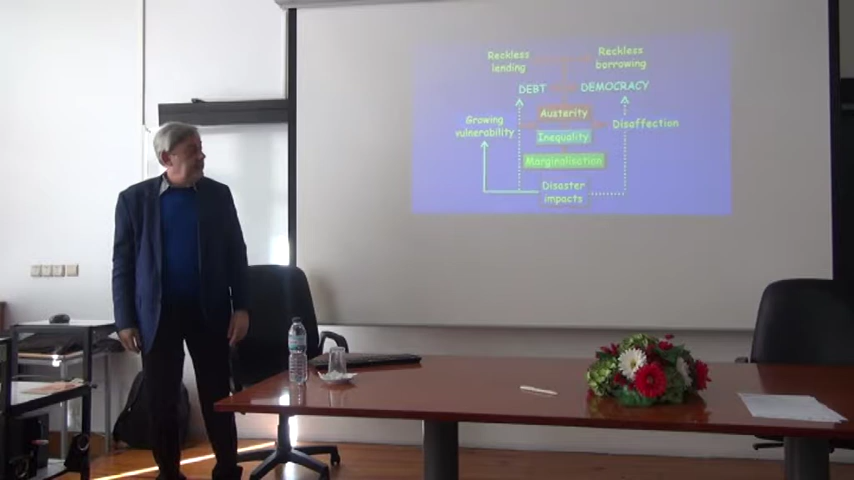 Reckless
lending
Reckless
borrowing
DEBT
DEMOCRACY
Austerity
Growing
vulnerability
Disaffection
Inequality
Marginalisation
Disaster
impacts